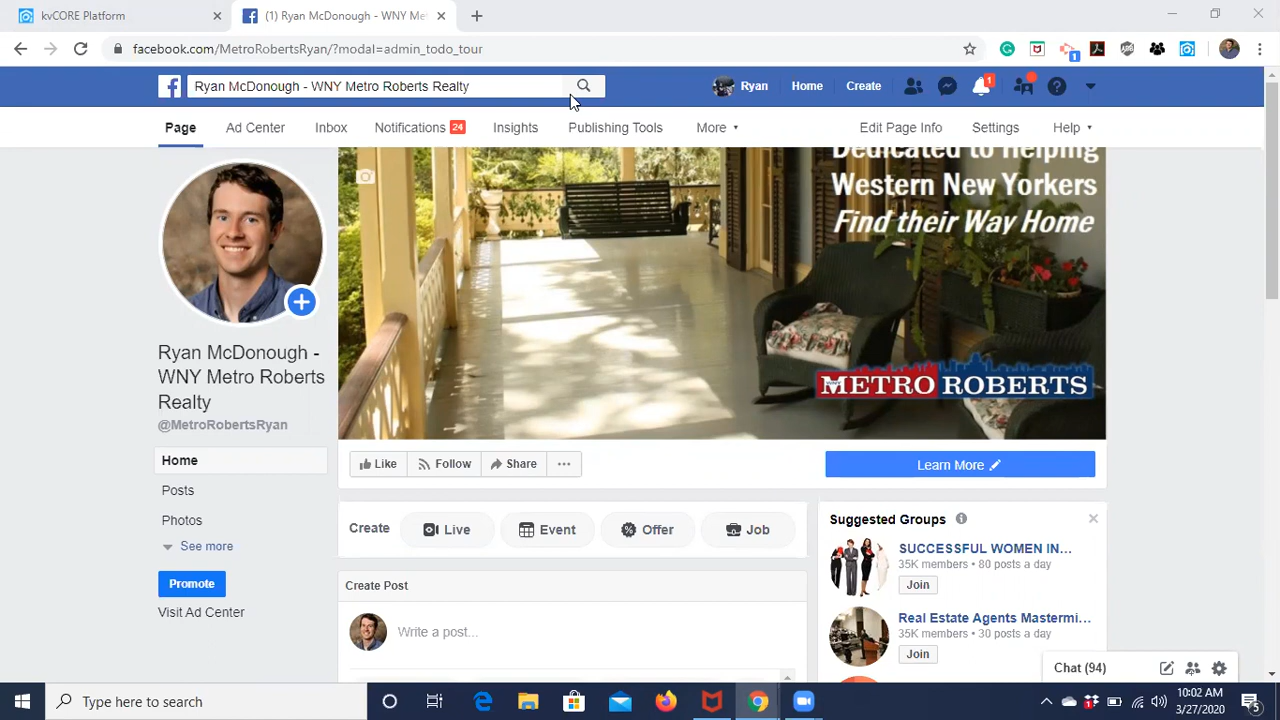 kvCORE Platform
(1) Ryan McDonough - WNY Me
facebook.com/MetroRobertsRyan/?modal=admin_todo_tour
Ryan McDonough - WNY Metro Roberts Realty
Ryan
Home
Create
1
1
Page
Ad Center
Inbox
Notifications 24
Insights
Publishing Tools
More
Edit Page Info
Settings
Help
Dedicated to Helping
Western New Yorkers
Find their Way Home
WNY METRO ROBERTS
Ryan McDonough -
WNY Metro Roberts
Realty
@MetroRobertsRyan
Home
Posts
Photos
See more
Promote
Visit Ad Center
Like
Follow
Share
...
Learn More
Create
Live
Event
Offer
Job
Create Post
Write a post...
Suggested Groups
SUCCESSFUL WOMEN IN...
35K members • 80 posts a day
Join
Real Estate Agents Mastermi...
35K members • 30 posts a day
Join
Chat (94)
Type here to search
10:02 AM
3/27/2020
5